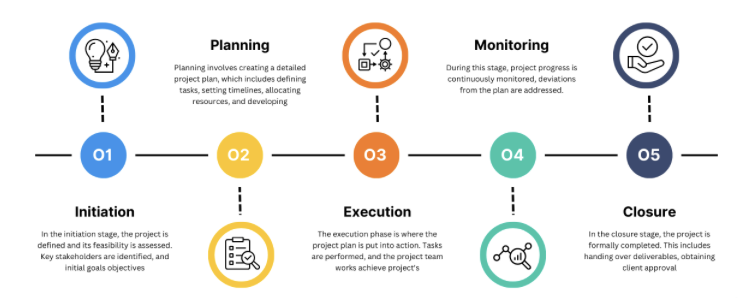 01
Initiation
In the initiation stage, the project is
defined and its feasibility is assessed.
Key stakeholders are identified, and
initial goals objectives
Planning
Planning involves creating a detailed
project plan, which includes defining
tasks, setting timelines, allocating
resources, and developing
02
03
Execution
The execution phase is where the
project plan is put into action. Tasks
are performed, and the project team
works achieve project's
Monitoring
During this stage, project progress is
continuously monitored, deviations
from the plan are addressed.
04
05
Closure
In the closure stage, the project is
formally completed. This includes
handing over deliverables, obtaining
client approval